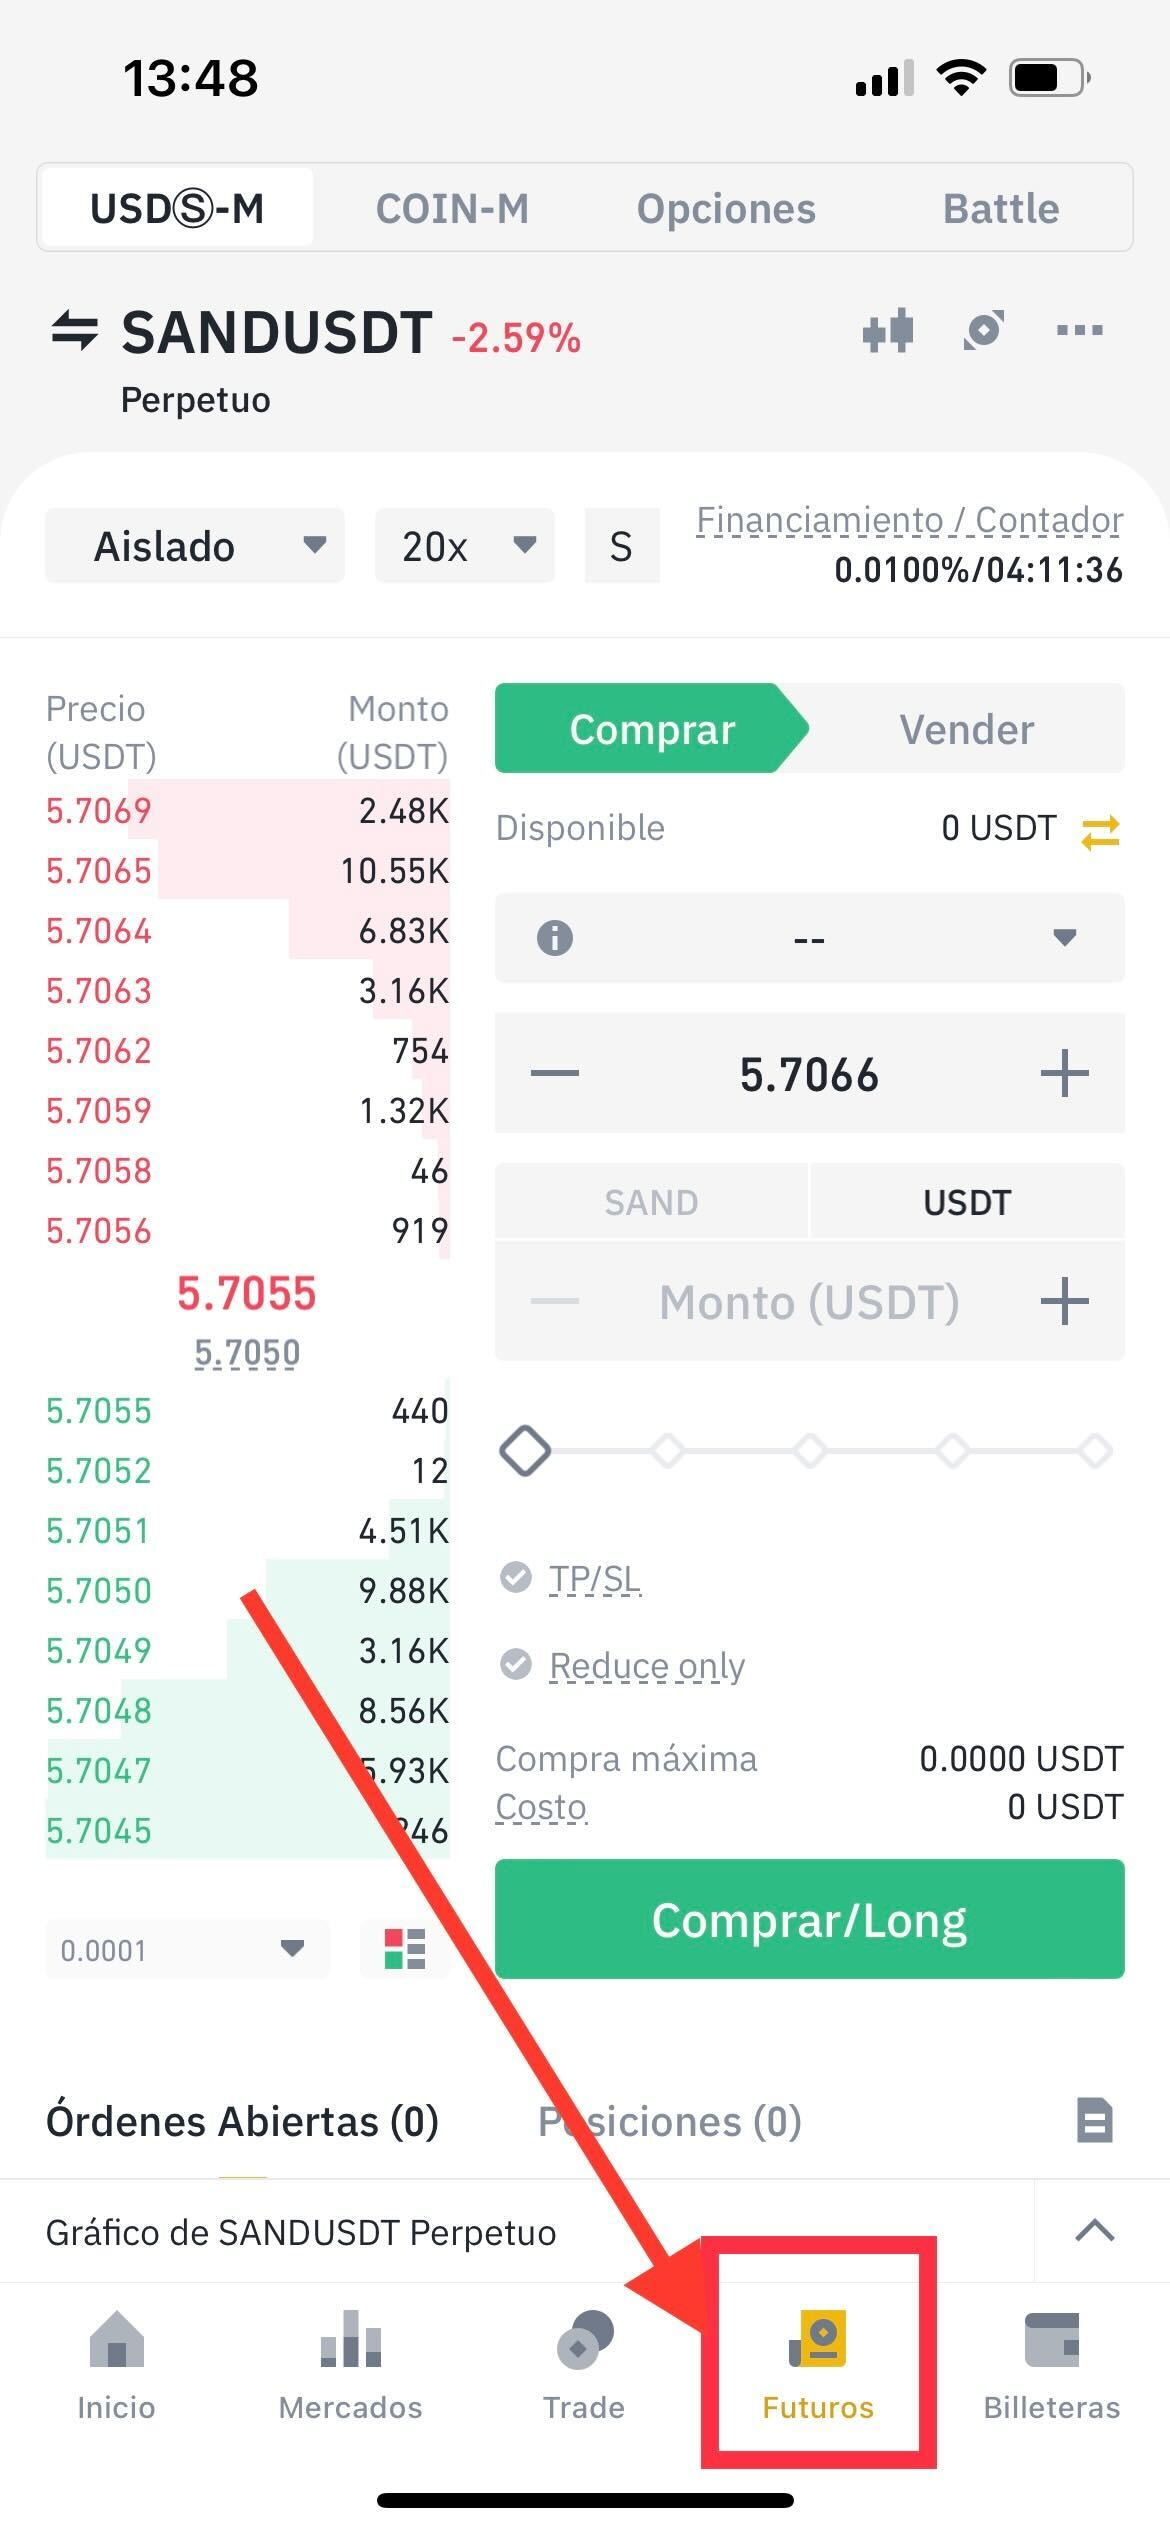 13:48
USDⓈ-M COIN-M Opciones Battle
SANDUSDT -2.59%
Perpetuo
Aislado 20x S
Financiamiento / Contador
0.0100%/04:11:36
Precio (USDT) Monto (USDT)
5.7069 2.48K
5.7065 10.55K
5.7064 6.83K
5.7063 3.16K
5.7062 754
5.7059 1.32K
5.7058 46
5.7056 919
5.7055
5.7050
5.7055 440
5.7052 12
5.7051 4.51K
5.7050 9.88K
5.7049 3.16K
5.7048 8.56K
5.7047
5.7045
0.0001
Comprar Vender
Disponible 0 USDT
--
5.7066
SAND USDT
Monto (USDT)
TP/SL
Reduce only
Compra máxima 0.0000 USDT
Costo 0 USDT
Comprar/Long
Órdenes Abiertas (0) Posiciones (0)
Gráfico de SANDUSDT Perpetuo
Inicio Mercados Trade Futuros Billeteras